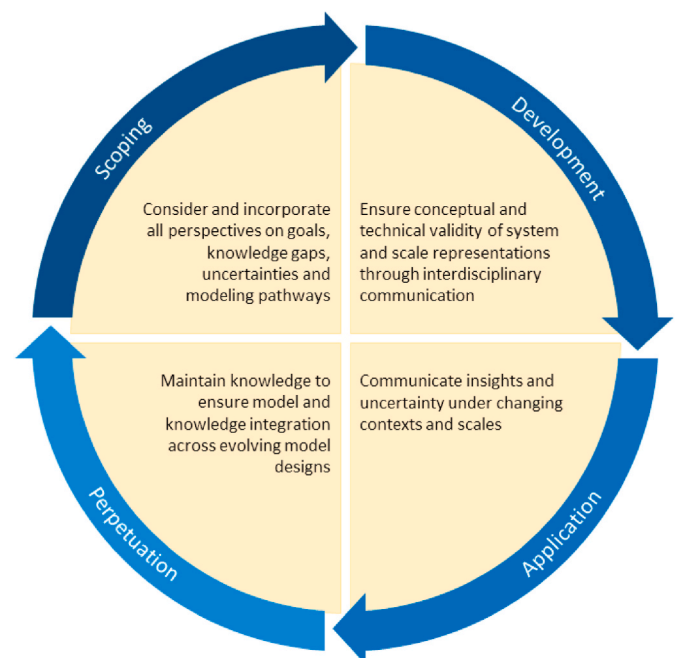 Scoping
Consider and incorporate
all perspectives on goals,
knowledge gaps,
uncertainties and
modeling pathways
Development
Ensure conceptual and
technical validity of system
and scale representations
through interdisciplinary
communication
Application
Communicate insights and
uncertainty under changing
contexts and scales
Perpetuation
Maintain knowledge to
ensure model and
knowledge integration
across evolving model
designs